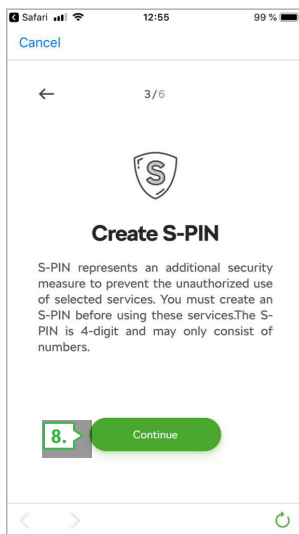 Safari 12:55 99 %
Cancel
3/6
S
Create S-PIN
S-PIN represents an additional security
measure to prevent the unauthorized use
of selected services. You must create an
S-PIN before using these services.The S-
PIN is 4-digit and may only consist of
numbers.
8. Continue